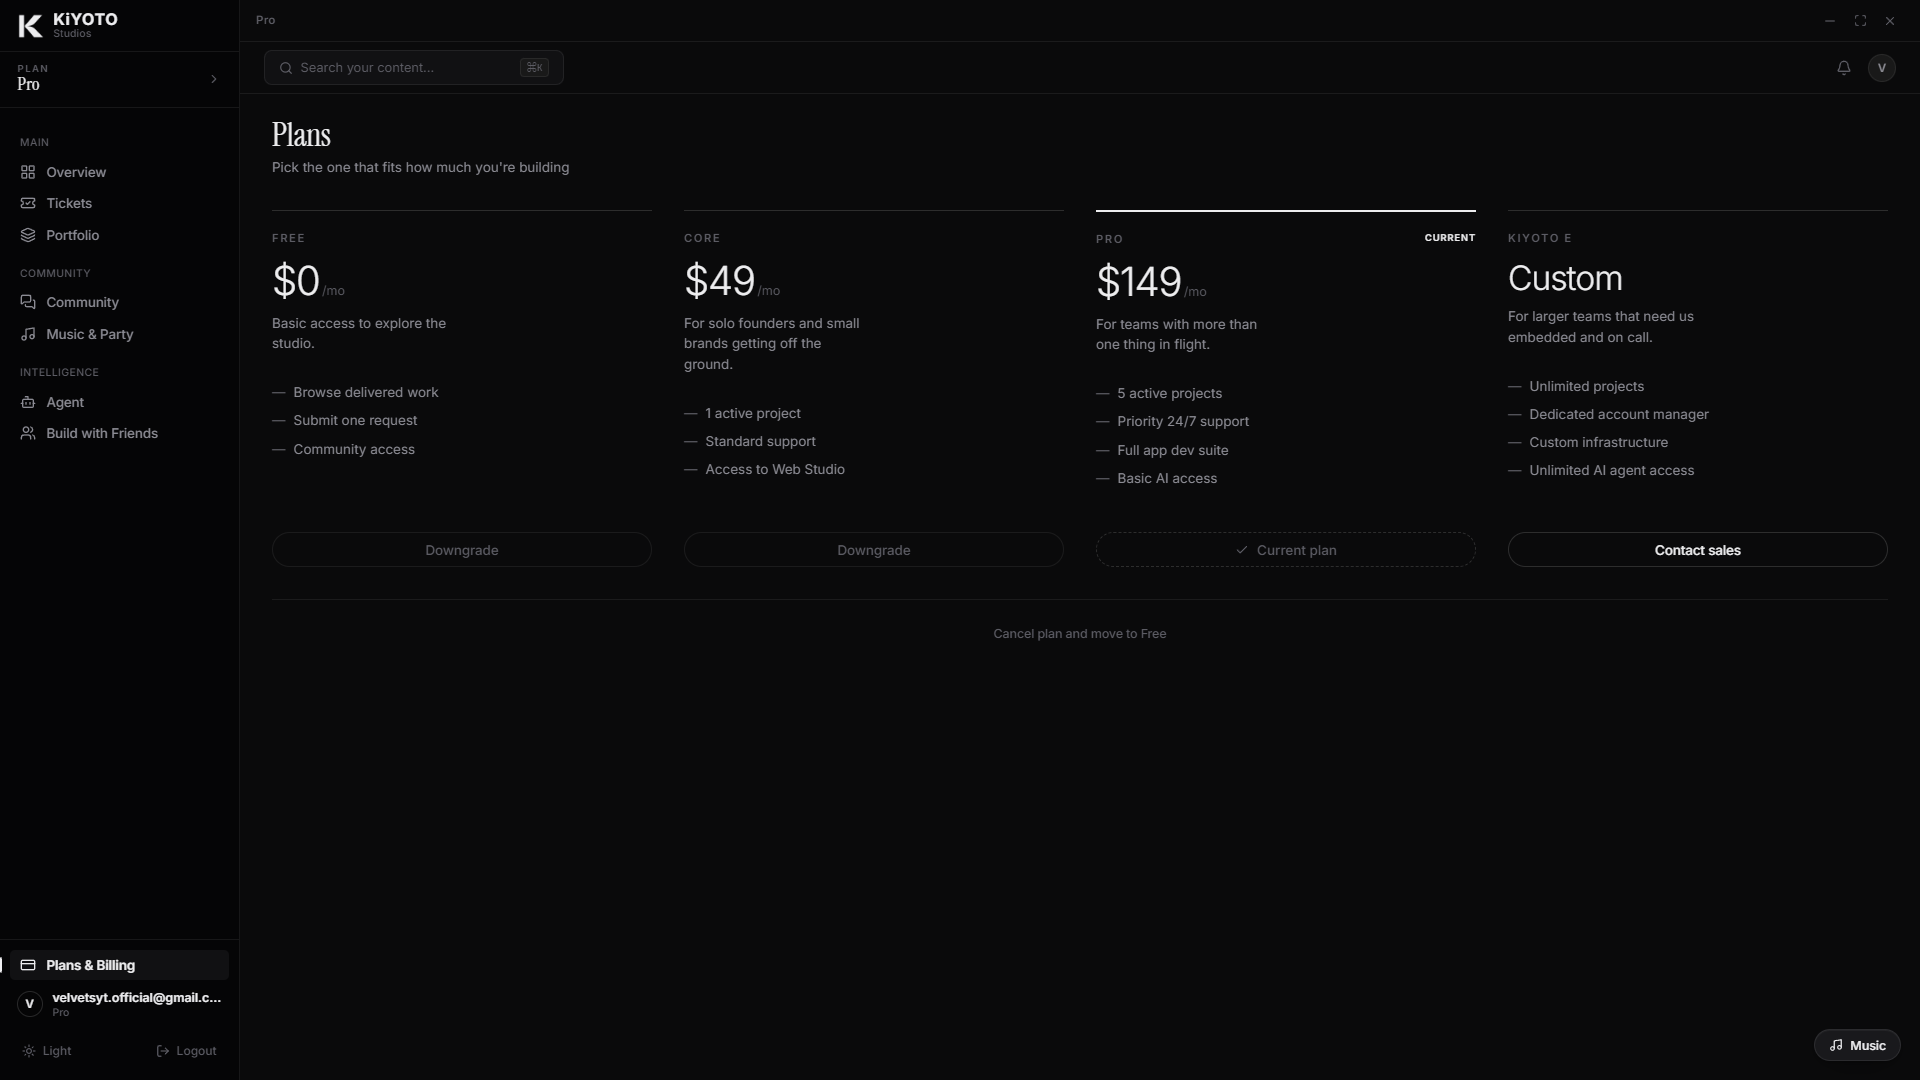 KiYOTO
Studios
PLAN
Pro
MAIN
Overview
Tickets
Portfolio
COMMUNITY
Community
Music & Party
INTELLIGENCE
Agent
Build with Friends
Plans & Billing
V
velvetsyt.official@gmail.c...
Pro
Light
Logout
Pro
Search your content...
⌘K
V
Plans
Pick the one that fits how much you're building
FREE
$0/mo
Basic access to explore the
studio.
— Browse delivered work
— Submit one request
— Community access
Downgrade
CORE
$49/mo
For solo founders and small
brands getting off the
ground.
— 1 active project
— Standard support
— Access to Web Studio
Downgrade
PRO
CURRENT
$149/mo
For teams with more than
one thing in flight.
— 5 active projects
— Priority 24/7 support
— Full app dev suite
— Basic AI access
Current plan
KIYOTO E
Custom
For larger teams that need us
embedded and on call.
— Unlimited projects
— Dedicated account manager
— Custom infrastructure
— Unlimited AI agent access
Contact sales
Cancel plan and move to Free
Music